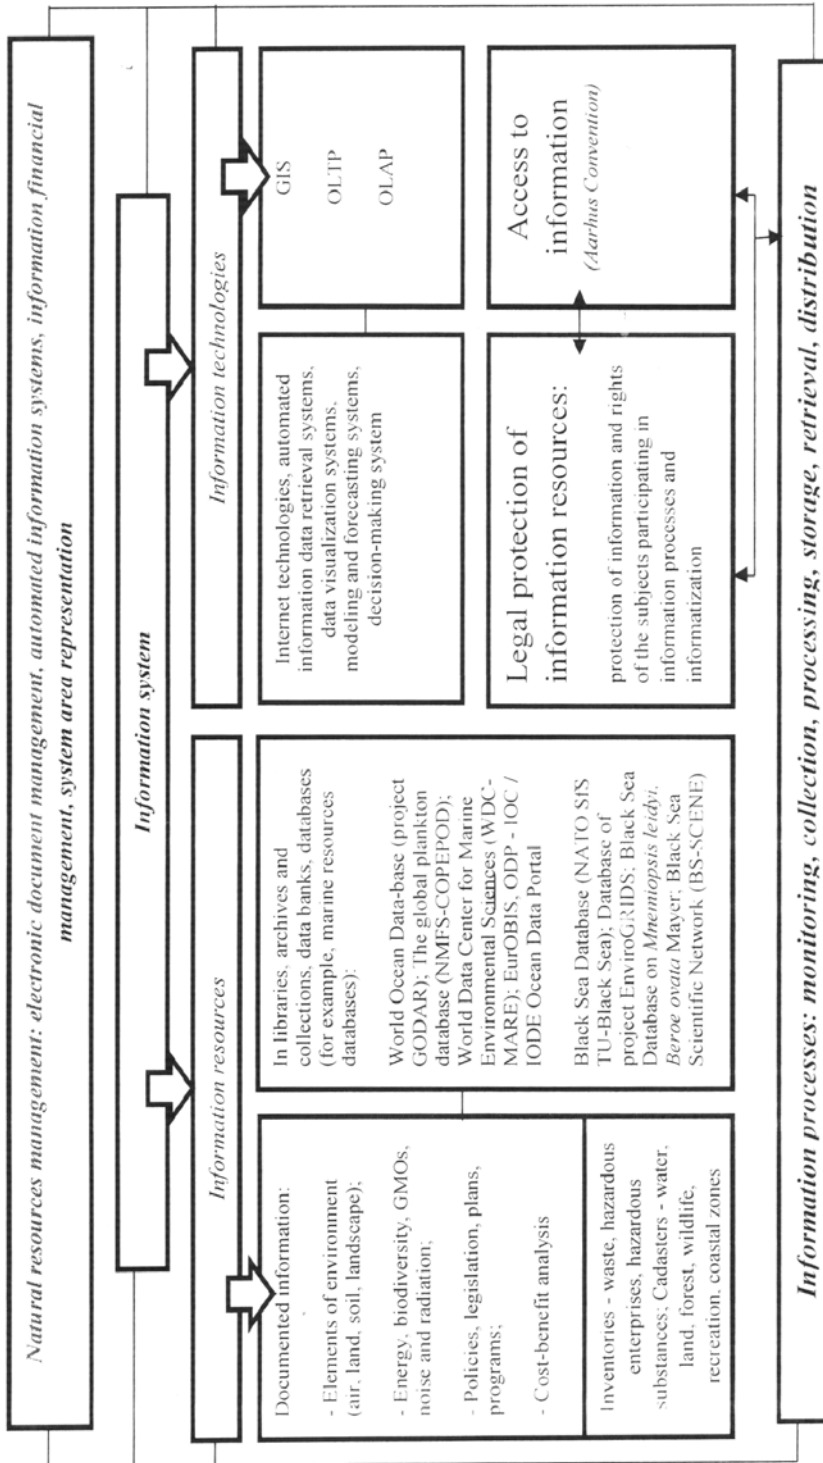 Natural resources management: electronic document management, automated information systems, information financial
management, system area representation
Information system
Information resources
Information technologies
Documented information:
- Elements of environment
(air, land, soil, landscape);
- Energy, biodiversity, GMOs,
noise and radiation;
- Policies, legislation, plans,
programs;
- Cost-benefit analysis
Inventories - waste, hazardous
enterprises, hazardous
substances; Cadasters - water,
land, forest, wildlife,
recreation, coastal zones
In libraries, archives and
collections, data banks, databases
(for example, marine resources
databases):
World Ocean Data-base (project
GODAR); The global plankton
database (NMFS-COPEPOD);
World Data Center for Marine
Environmental Sciences (WDC-
MARE); EurOBIS, ODP - IOC /
IODE Ocean Data Portal
Black Sea Database (NATO SfS
TU-Black Sea); Database of
project EnviroGRIDS; Black Sea
Database on Mnemiopsis leidyi,
Beroe ovata Mayer; Black Sea
Scientific Network (BS-SCENE)
Internet technologies, automated
information data retrieval systems,
data visualization systems,
modeling and forecasting systems,
decision-making system
GIS
OLTP
OLAP
Legal protection of
information resources:
protection of information and rights
of the subjects participating in
information processes and
informatization
Access to
information
(Aarhus Convention)
Information processes: monitoring, collection, processing, storage, retrieval, distribution